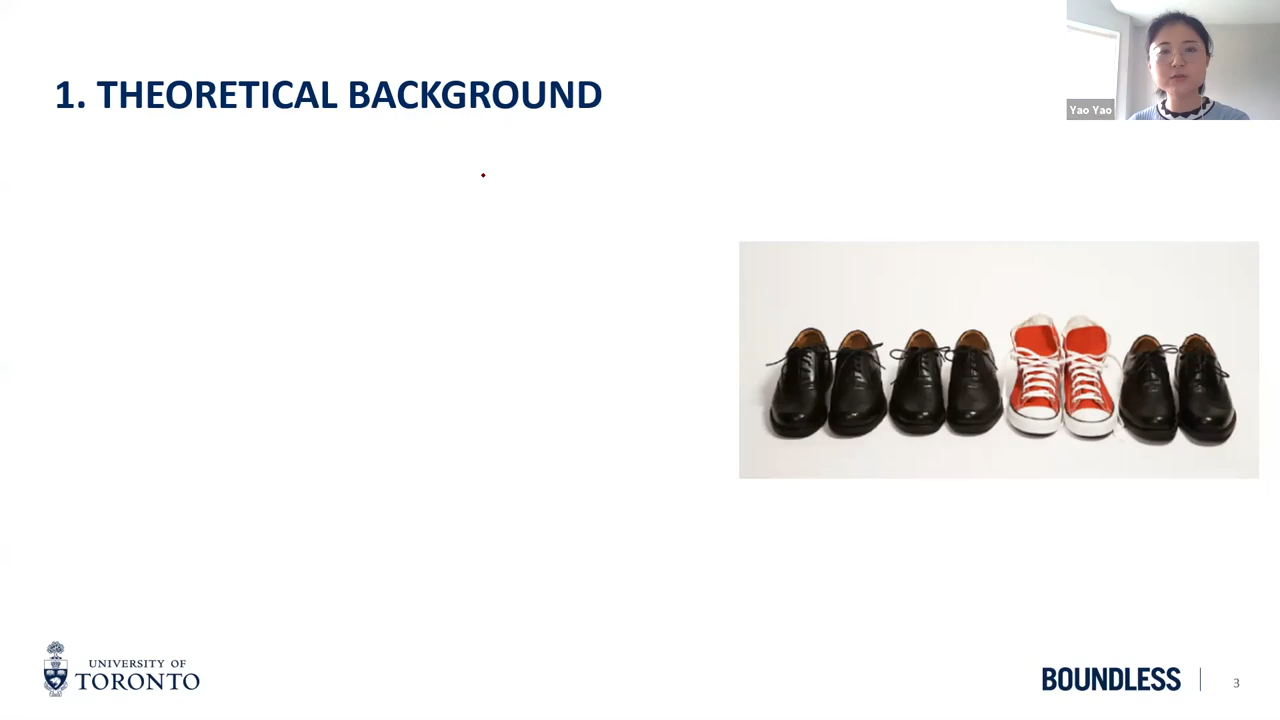 1. THEORETICAL BACKGROUND
Yao Yao
UNIVERSITY OF
TORONTO
BOUNDLESS
3